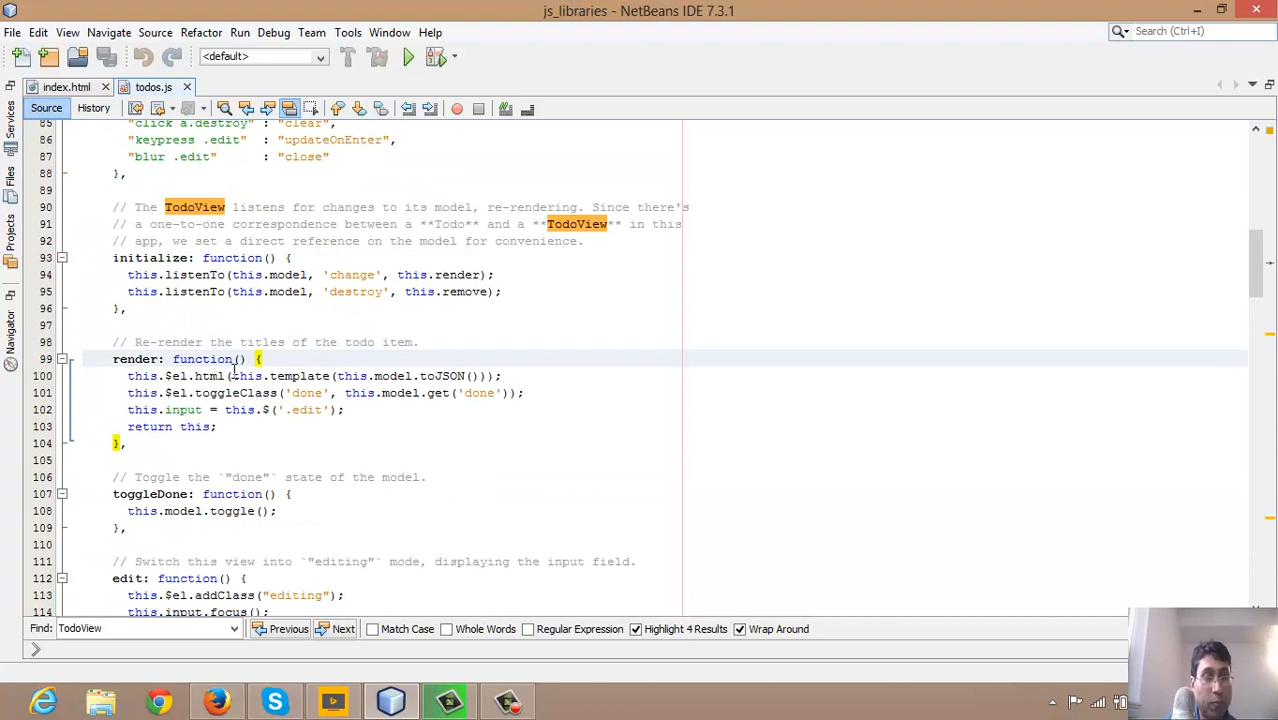 js_libraries - NetBeans IDE 7.3.1
File Edit View Navigate Source Refactor Run Debug Team Tools Window Help
Search (Ctrl+I)
<default>
index.html
todos.js
Source History
Services
Files
Projects
Navigator
85 "click a.destroy" : "clear",
86 "keypress .edit"  : "updateOnEnter",
87 "blur .edit"      : "close"
88 },
89
90 // The TodoView listens for changes to its model, re-rendering. Since there's
91 // a one-to-one correspondence between a **Todo** and a **TodoView** in this
92 // app, we set a direct reference on the model for convenience.
93 initialize: function() {
94 this.listenTo(this.model, 'change', this.render);
95 this.listenTo(this.model, 'destroy', this.remove);
96 },
97
98 // Re-render the titles of the todo item.
99 render: function() {
100 this.$el.html(this.template(this.model.toJSON()));
101 this.$el.toggleClass('done', this.model.get('done'));
102 this.input = this.$('.edit');
103 return this;
104 },
105
106 // Toggle the `"done"` state of the model.
107 toggleDone: function() {
108 this.model.toggle();
109 },
110
111 // Switch this view into `"editing"` mode, displaying the input field.
112 edit: function() {
113 this.$el.addClass("editing");
114 this.input.focus();
Find: TodoView Previous Next Match Case Whole Words Regular Expression Highlight 4 Results Wrap Around